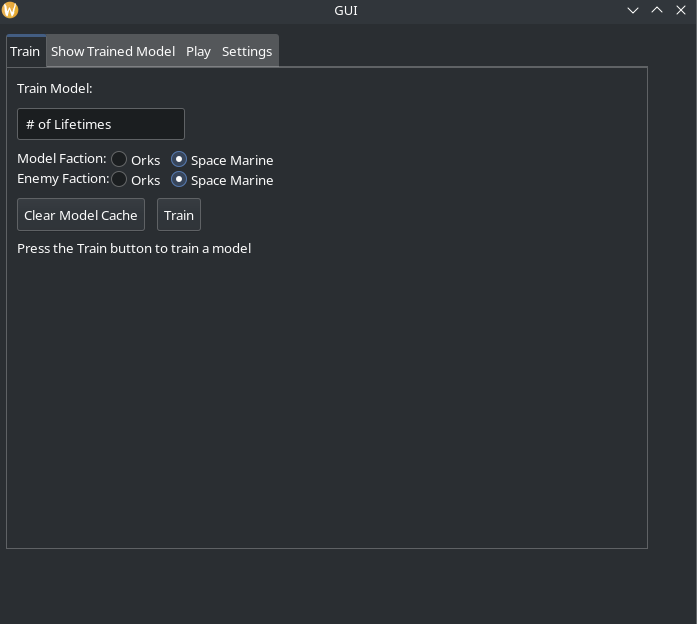 GUI
Train Show Trained Model Play Settings
Train Model:
# of Lifetimes
Model Faction: Orks Space Marine
Enemy Faction: Orks Space Marine
Clear Model Cache Train
Press the Train button to train a model